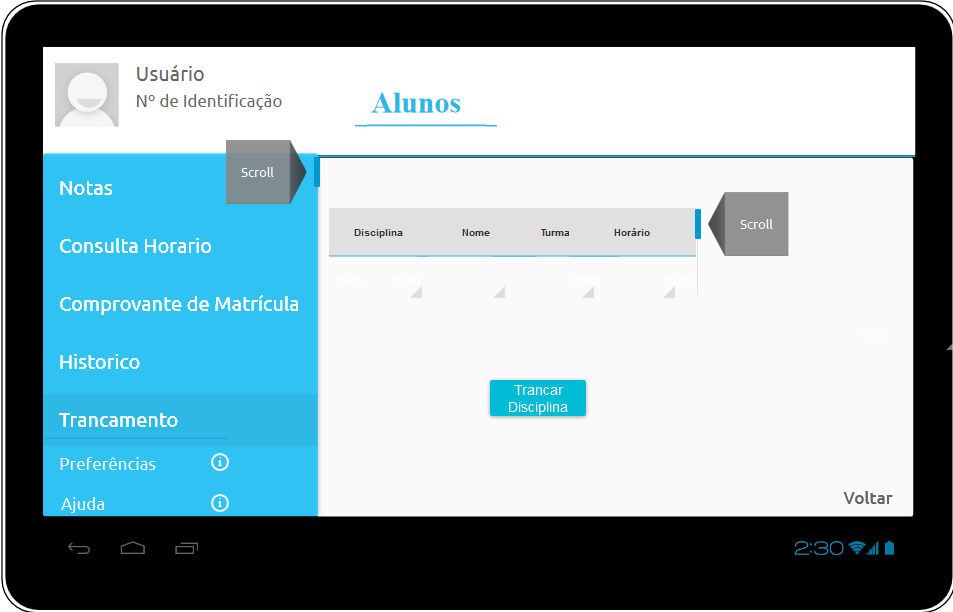 Usuário
Nº de Identificação
Alunos
Scroll
Notas
Consulta Horario
Comprovante de Matrícula
Historico
Trancamento
Preferências
Ajuda
Disciplina Nome Turma Horário
Scroll
Trancar
Disciplina
Voltar
2:30